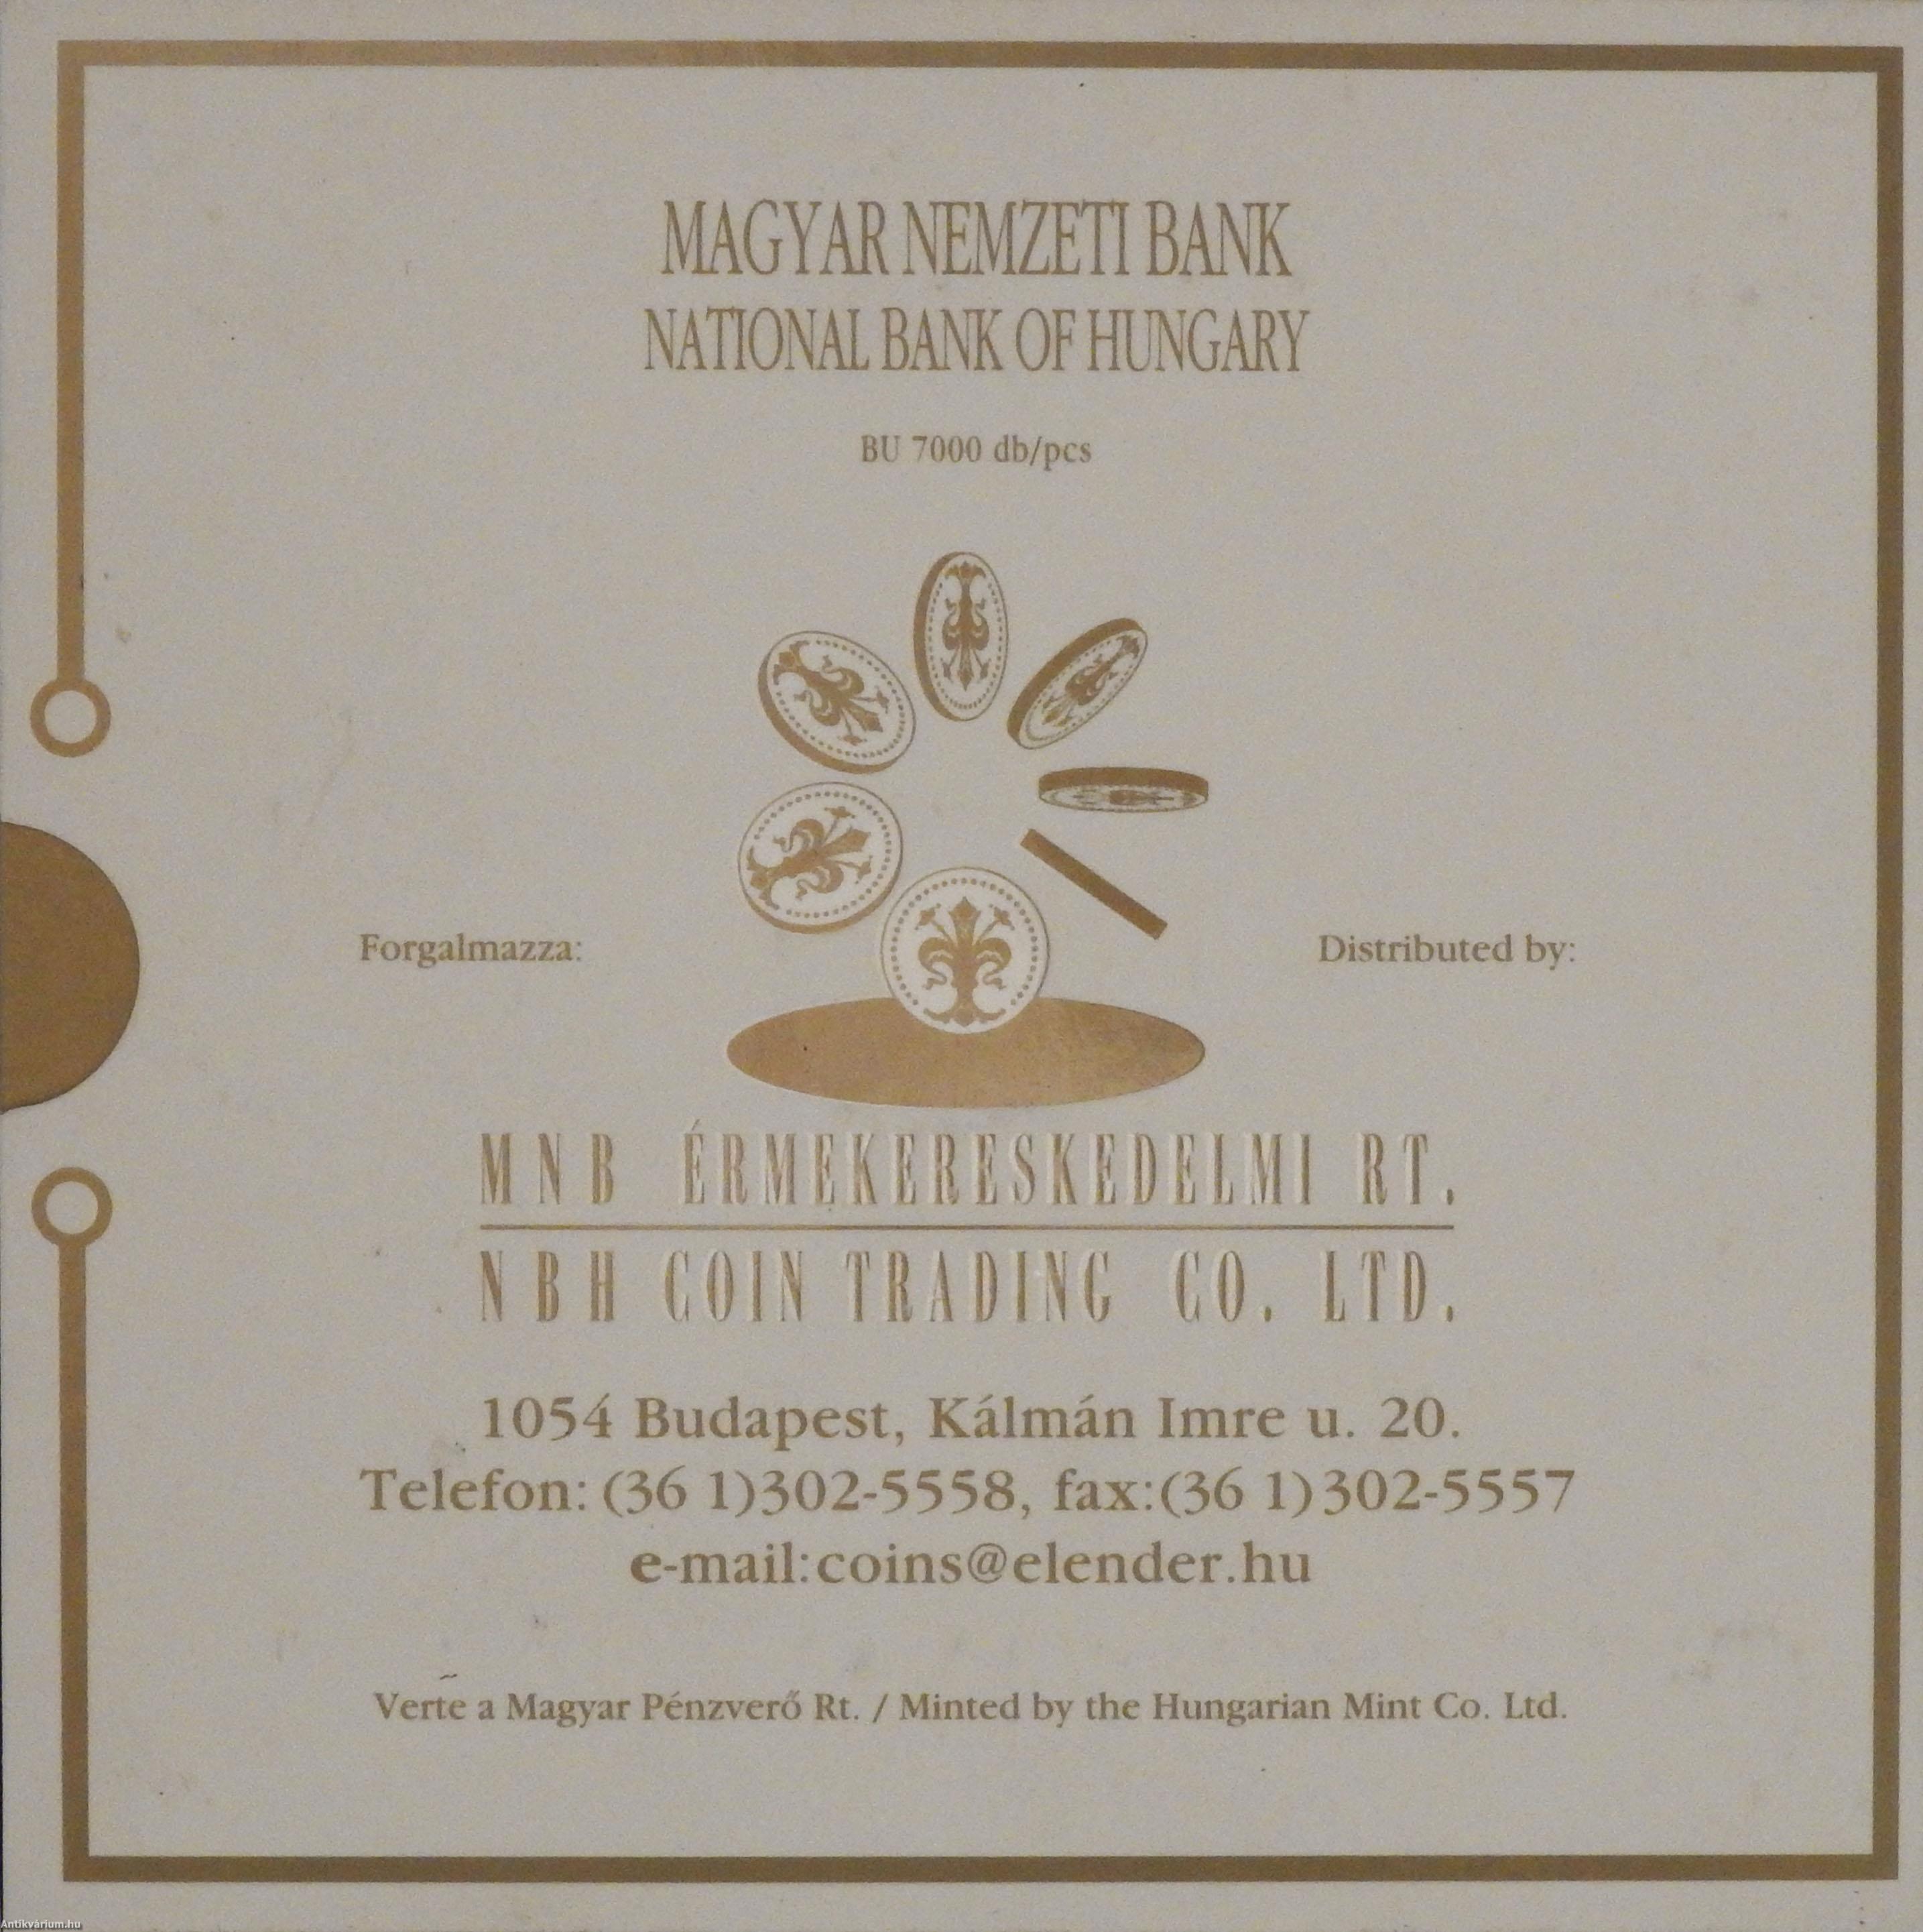 MAGYAR NEMZETI BANK
NATIONAL BANK OF HUNGARY
BU 7000 db/pcs
Forgalmazza:
Distributed by:
MNB ÉRMEKERESKEDELMI RT.
NBH COIN TRADING CO. LTD.
1054 Budapest, Kálmán Imre u. 20.
Telefon: (36 1)302-5558, fax:(36 1)302-5557
e-mail:coins@elender.hu
Verte a Magyar Pénzverő Rt. / Minted by the Hungarian Mint Co. Ltd.
Antikvárium.hu